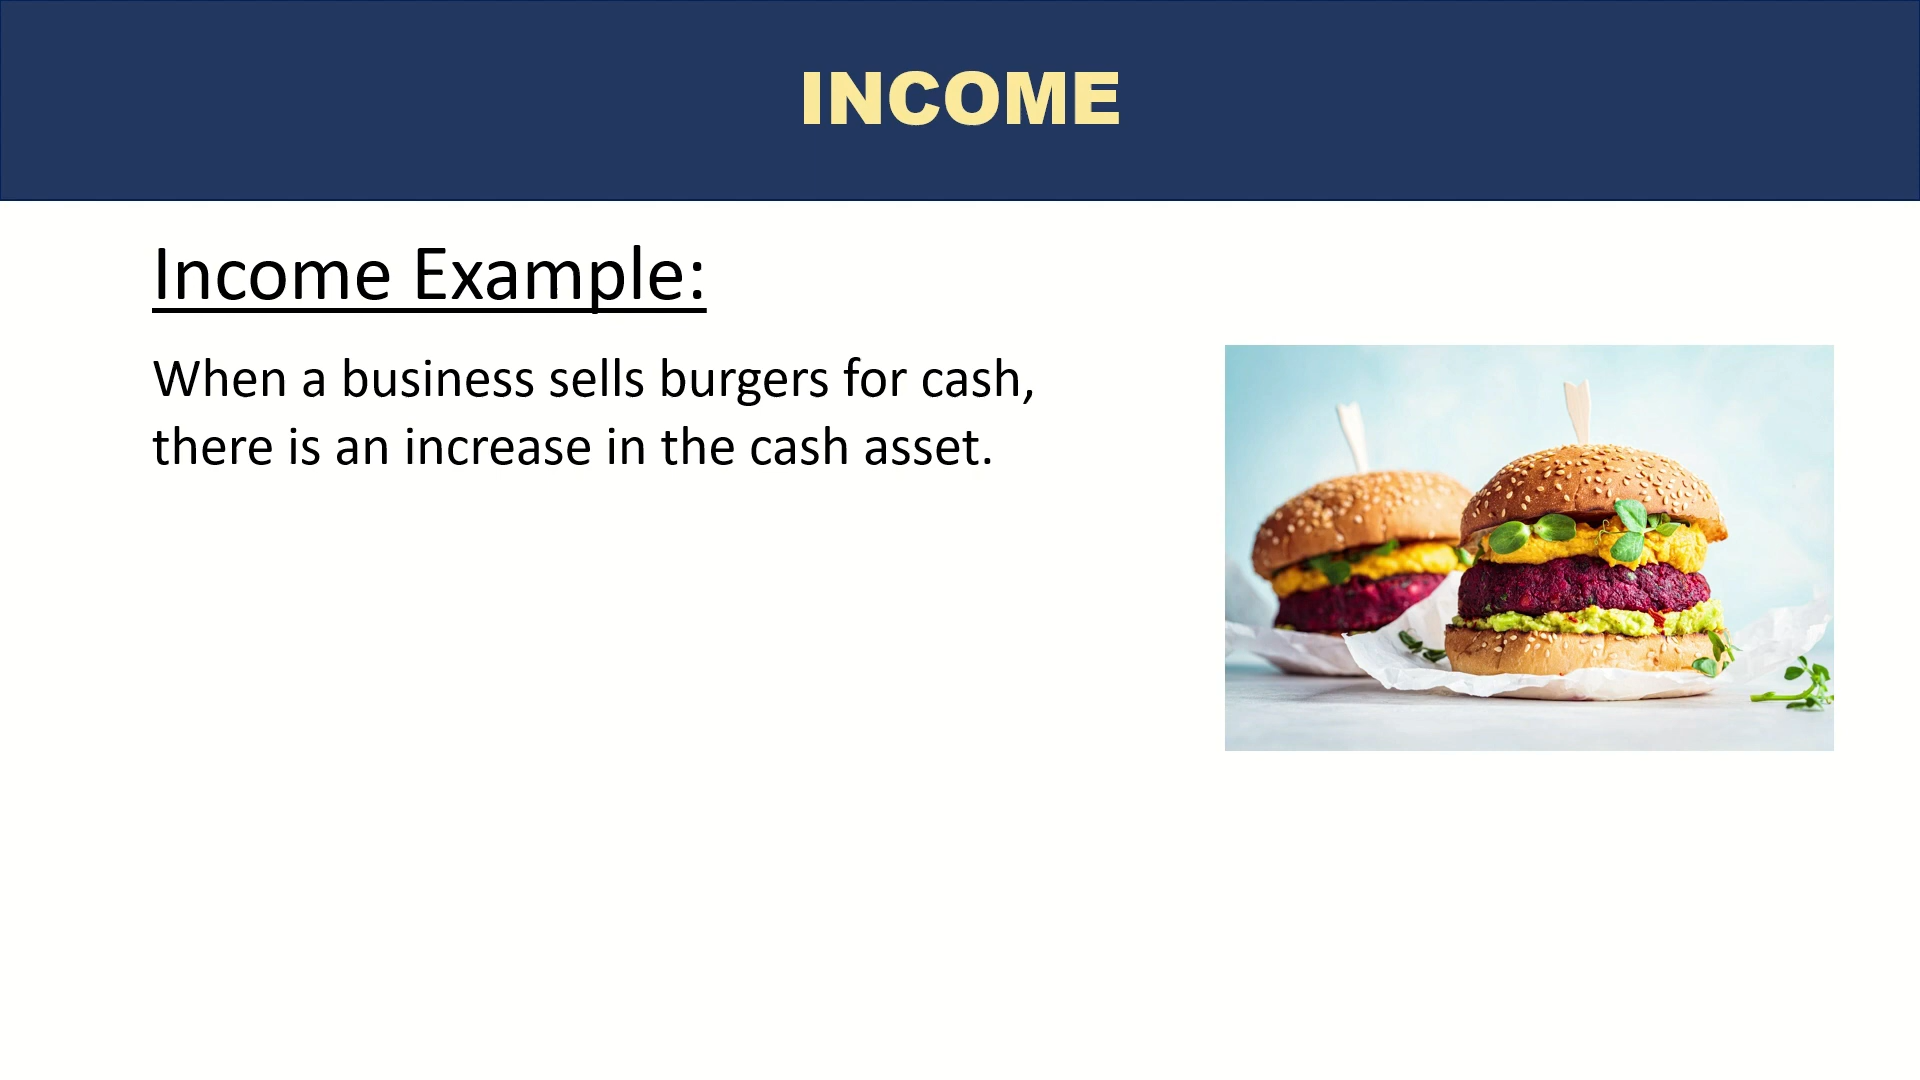 INCOME
Income Example:
When a business sells burgers for cash,
there is an increase in the cash asset.